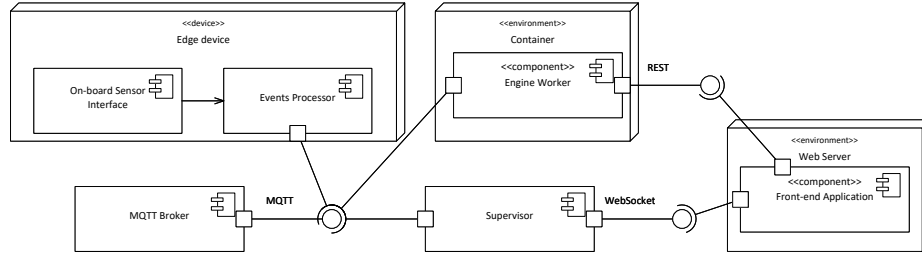 <<device>>
Edge device
On-board Sensor
Interface
Events Processor
<<environment>>
Container
<<component>>
Engine Worker
REST
<<environment>>
Web Server
<<component>>
Front-end Application
MQTT Broker
MQTT
Supervisor
WebSocket